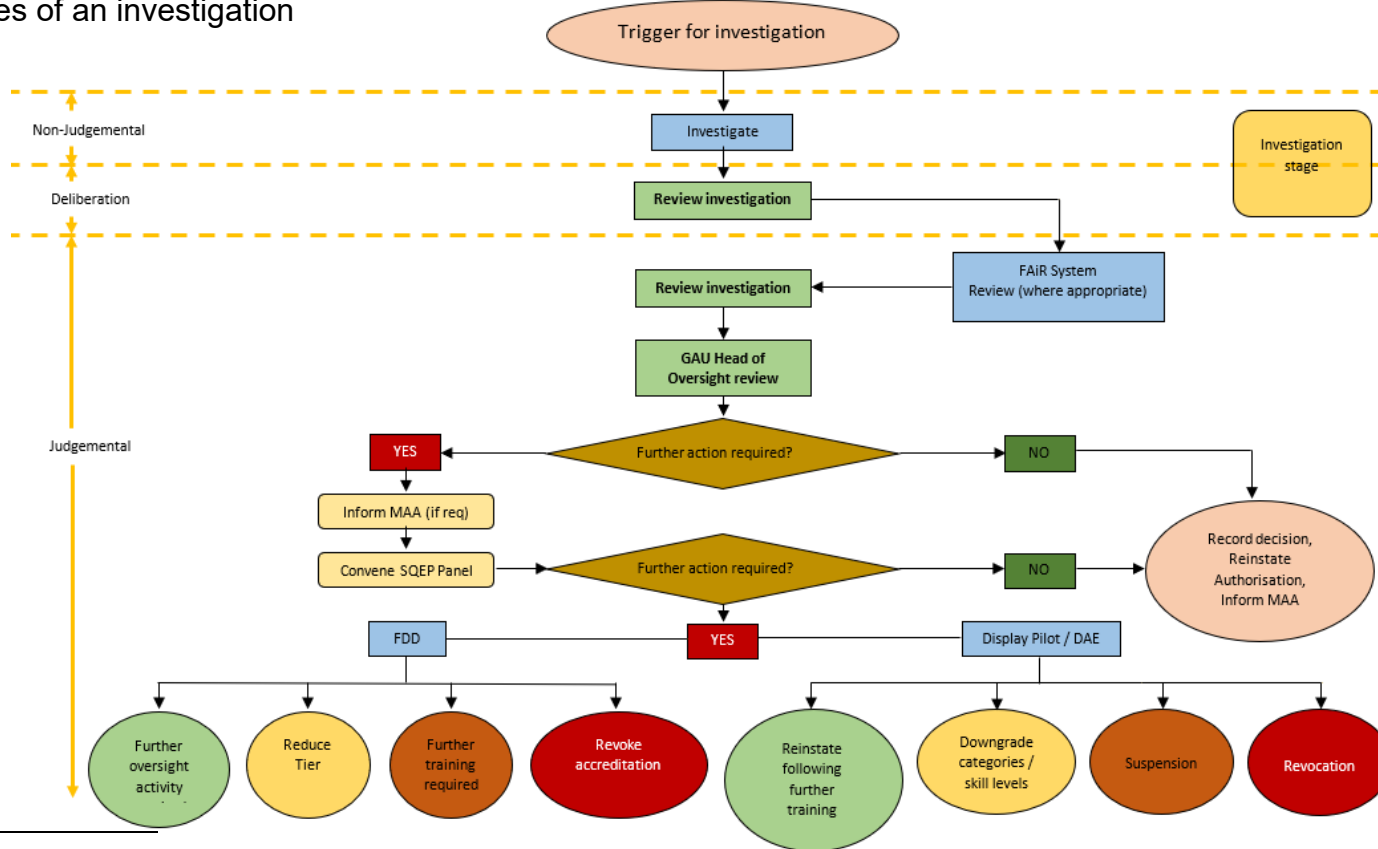 es of an investigation
Trigger for investigation
Non-Judgemental
Investigate
Investigation
stage
Deliberation
Review investigation
FAiR System
Review (where appropriate)
Review investigation
GAU Head of
Oversight review
Judgemental
YES
Further action required?
NO
Inform MAA (if req)
Convene SQEP Panel
Further action required?
NO
Record decision,
Reinstate
Authorisation,
Inform MAA
FDD
YES
Display Pilot / DAE
Further
oversight
activity
Reduce
Tier
Further
training
required
Revoke
accreditation
Reinstate
following
further
training
Downgrade
categories /
skill levels
Suspension
Revocation